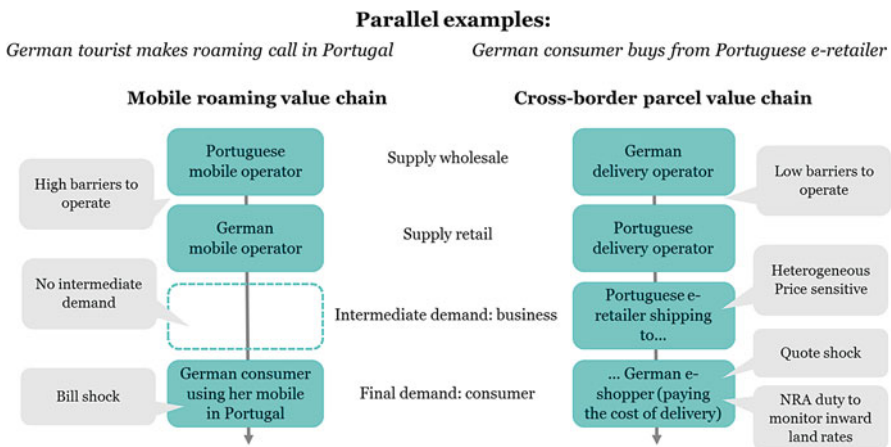 Parallel examples:
German tourist makes roaming call in Portugal
German consumer buys from Portuguese e-retailer
Mobile roaming value chain
Cross-border parcel value chain
Portuguese
mobile operator
Supply wholesale
German
delivery operator
High barriers to
operate
Low barriers to
operate
German
mobile operator
Supply retail
Portuguese
delivery operator
No intermediate
demand
Intermediate demand: business
Portuguese e-
retailer shipping
to...
Heterogeneous
Price sensitive
Bill shock
German consumer
using her mobile
in Portugal
Final demand: consumer
... German e-
shopper (paying
the cost of delivery)
Quote shock
NRA duty to
monitor inward
land rates